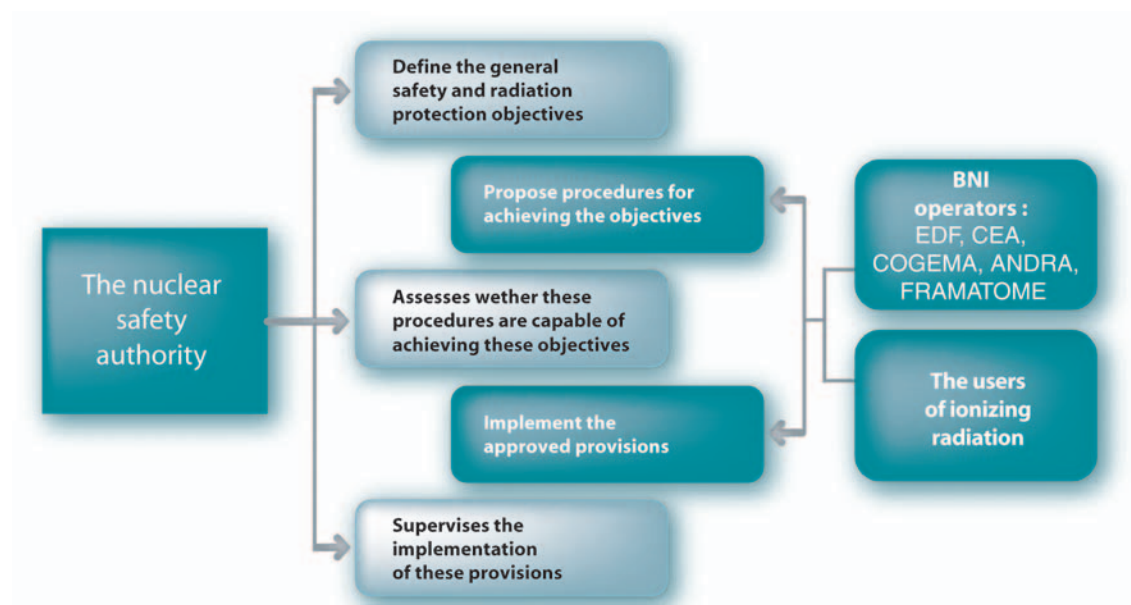 Define the general
safety and radiation
protection objectives
Propose procedures for
achieving the objectives
BNI
operators :
EDF, CEA,
COGEMA, ANDRA,
FRAMATOME
The nuclear
safety
authority
Assesses wether these
procedures are capable of
achieving these objectives
Implement the
approved provisions
The users
of ionizing
radiation
Supervises the
implementation
of these provisions